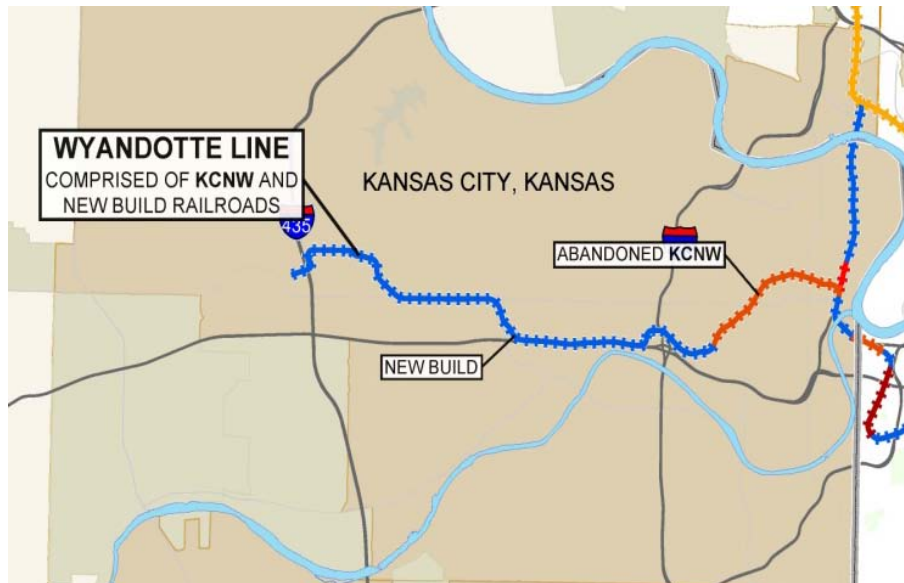 WYANDOTTE LINE
COMPRISED OF KCNW AND
NEW BUILD RAILROADS
435
KANSAS CITY, KANSAS
ABANDONED KCNW
NEW BUILD